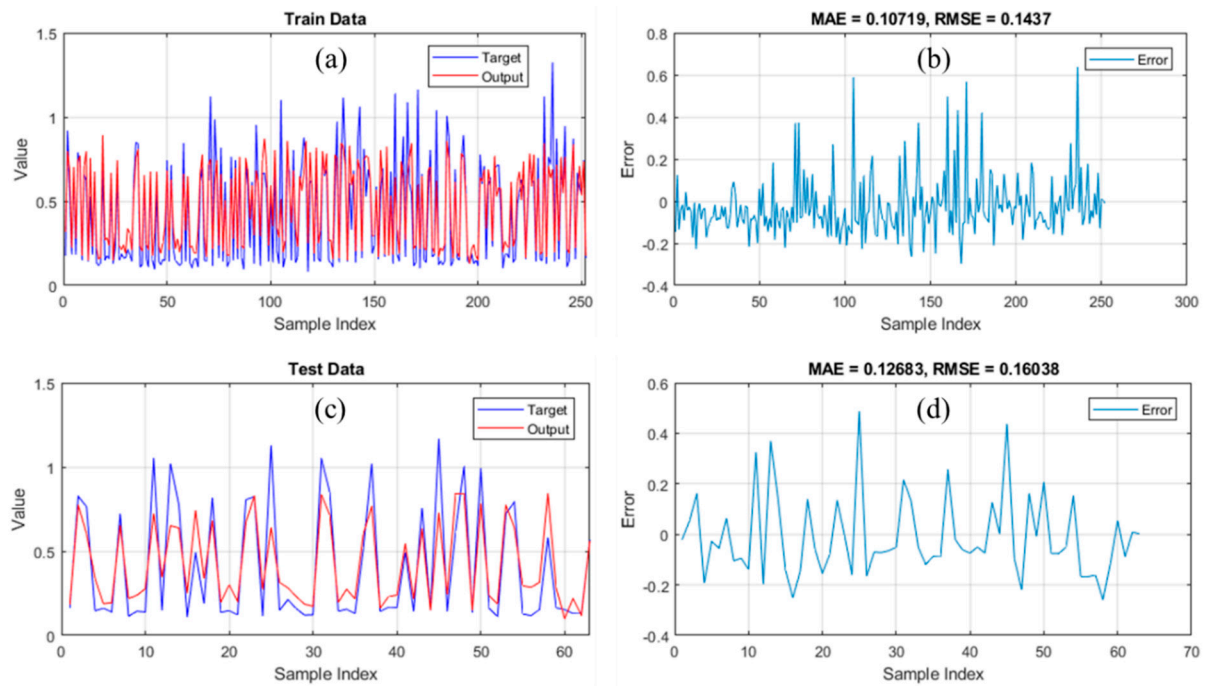 Train Data
(a)
Target
Output
Value
1.5
1
0.5
0
0 50 100 150 200 250
Sample Index
MAE = 0.10719, RMSE = 0.1437
(b)
Error
Error
0.8
0.6
0.4
0.2
0
-0.2
-0.4
0 50 100 150 200 250 300
Sample Index
Test Data
(c)
Target
Output
Value
1.5
1
0.5
0
0 10 20 30 40 50 60
Sample Index
MAE = 0.12683, RMSE = 0.16038
(d)
Error
Error
0.6
0.4
0.2
0
-0.2
-0.4
0 10 20 30 40 50 60 70
Sample Index